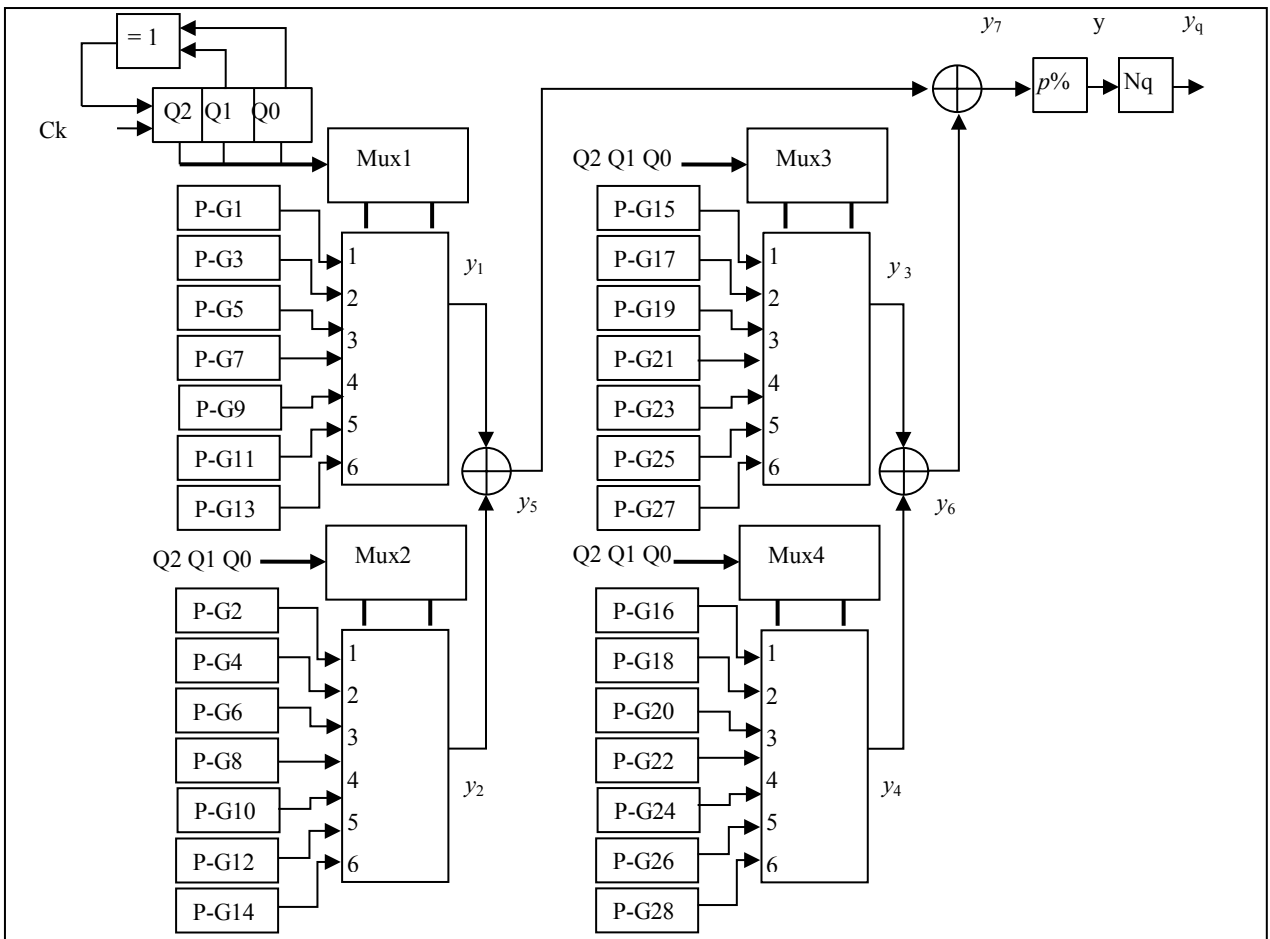 y7 y yq
= 1
p% Nq
Q2 Q1 Q0
Ck
Mux1
Q2 Q1 Q0 Mux3
P-G1
P-G3
P-G5
P-G7
P-G9
P-G11
P-G13
1
2
3
4
5
6
y1
P-G15
P-G17
P-G19
P-G21
P-G23
P-G25
P-G27
1
2
3
4
5
6
y3
y5
y6
Q2 Q1 Q0 Mux2
P-G2
P-G4
P-G6
P-G8
P-G10
P-G12
P-G14
1
2
3
4
5
6
y2
Q2 Q1 Q0 Mux4
P-G16
P-G18
P-G20
P-G22
P-G24
P-G26
P-G28
1
2
3
4
5
6
y4